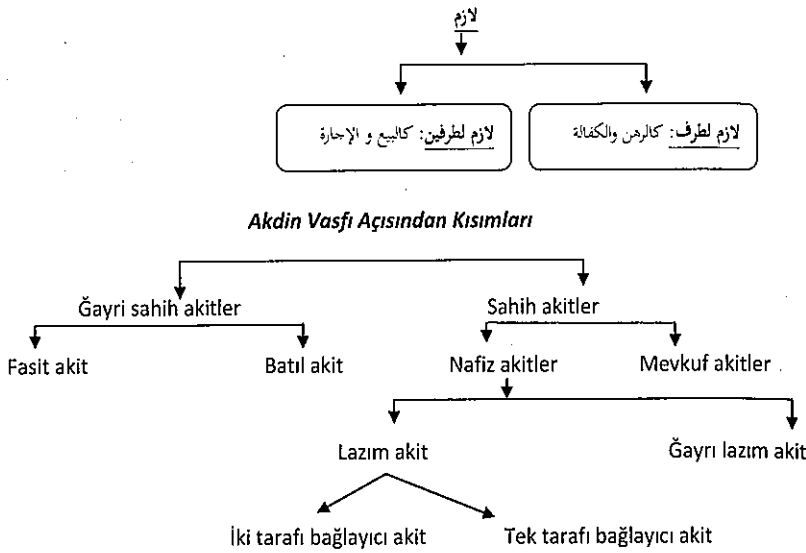 لازم
لازم لطرف: كالرهن والكفالة
لازم لطرفين: كالبيع و الإجارة
Akdin Vasfı Açısından Kısımları
Ğayri sahih akitler
Sahih akitler
Fasit akit
Batıl akit
Nafiz akitler
Mevkuf akitler
Lazım akit
Ğayrı lazım akit
İki tarafı bağlayıcı akit
Tek tarafı bağlayıcı akit